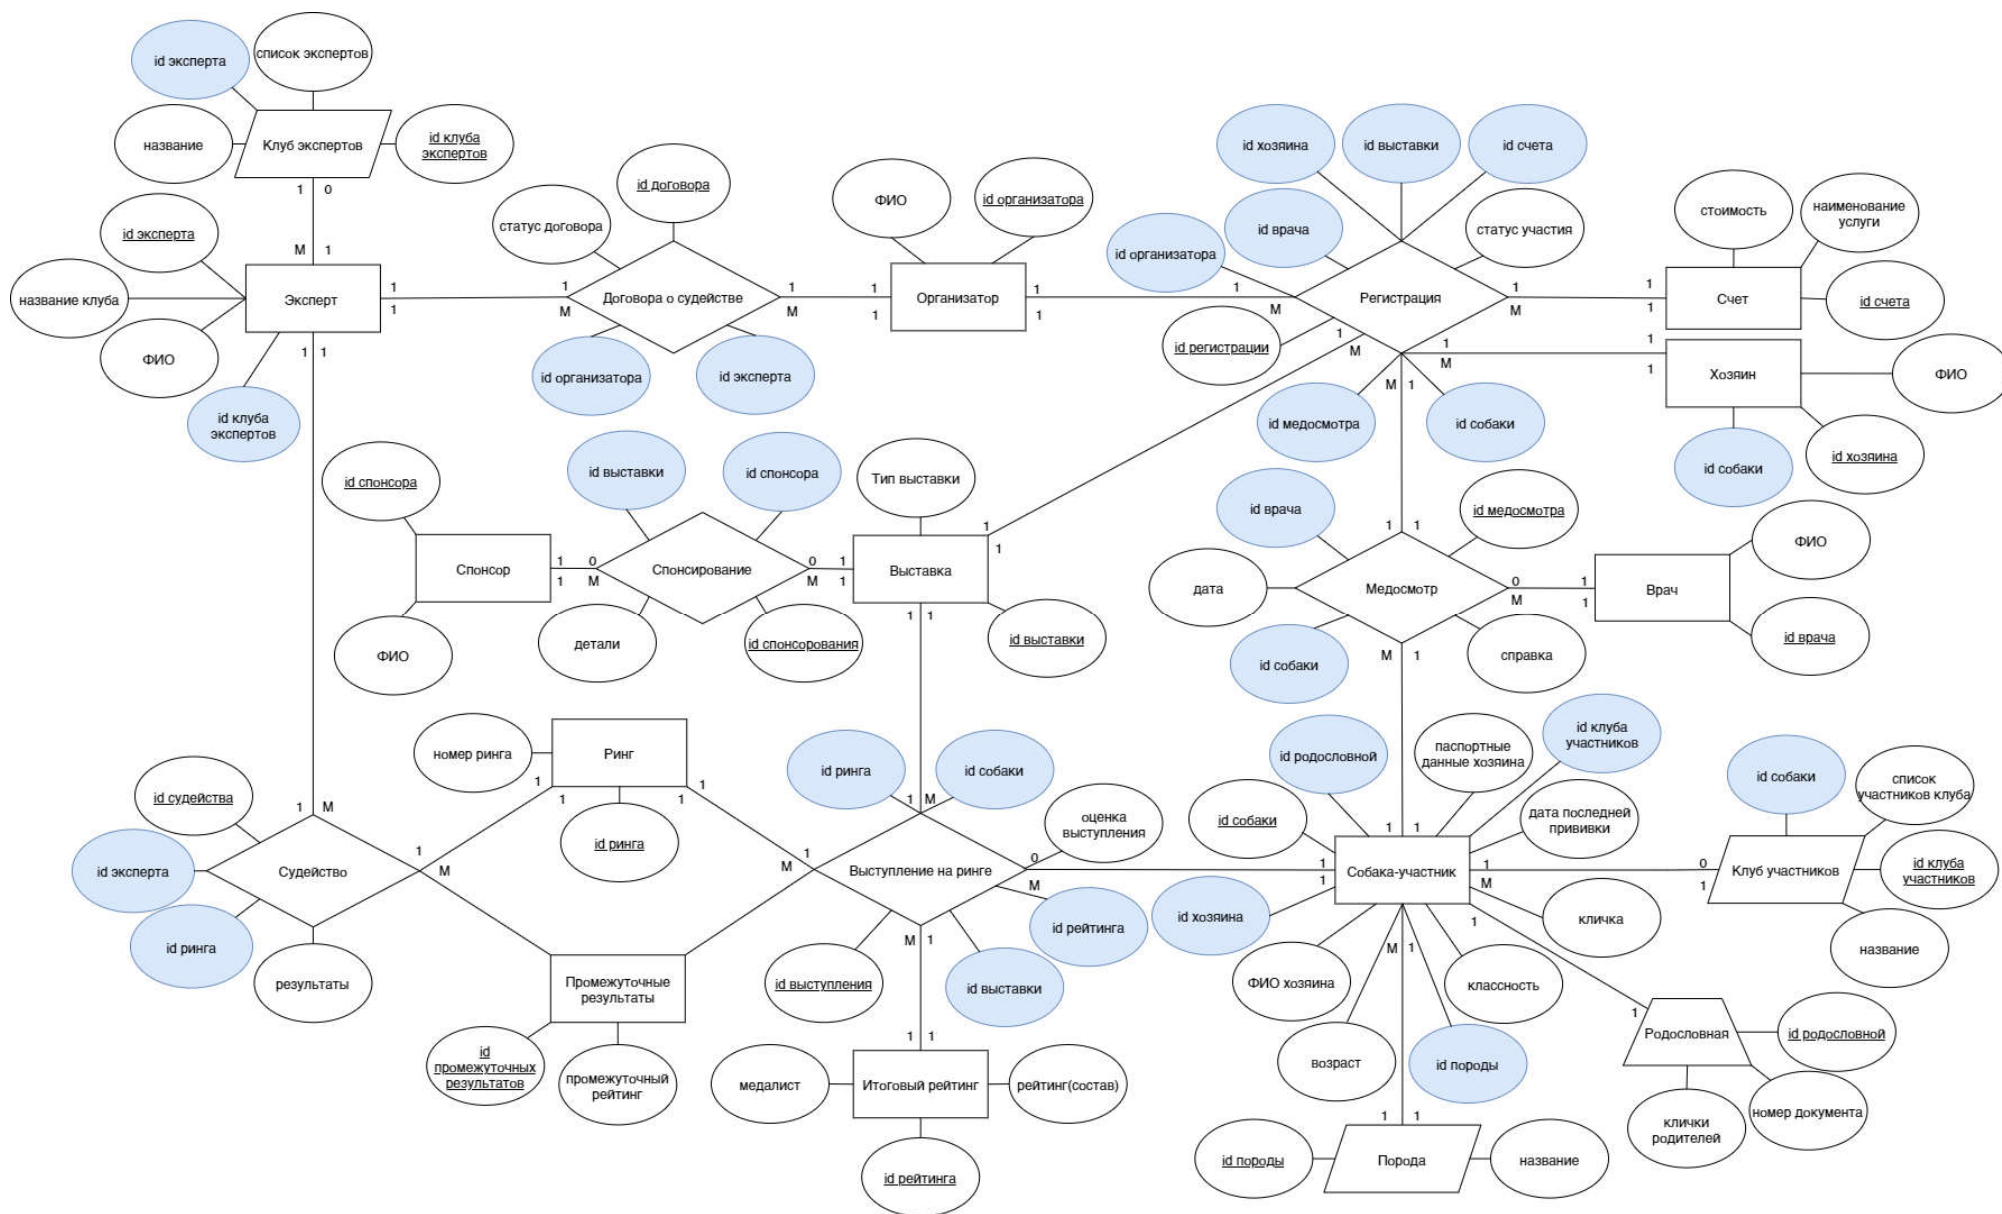 id эксперта
список экспертов
название
Клуб экспертов
id клуба
экспертов
1 0
M 1
id эксперта
название клуба
Эксперт
ФИО
id клуба
экспертов
1
1
1 1
id договора
статус договора
1
M
Договора о судействе
1
M
id организатора
id эксперта
ФИО
id организатора
1
1
Организатор
1
1
id хозяина
id выставки
id счета
id врача
статус участия
id организатора
1
M
Регистрация
1
M
id регистрации
1
M
1
M
M 1
id медосмотра
id собаки
стоимость
наименование
услуги
1
1
Счет
id счета
1
1
Хозяин
ФИО
id собаки
id хозяина
id спонсора
id выставки
id спонсора
Тип выставки
Спонсор
1
1
0
M
Спонсирование
0
M
1
1
Выставка
1
1
ФИО
детали
id спонсорования
id выставки
1 1
id врача
id медосмотра
1 1
дата
Медосмотр
0
M
1
1
Врач
ФИО
id врача
id собаки
справка
M 1
номер ринга
Ринг
id ринга
1
1
1
1
id ринга
id собаки
1 M
оценка
выступления
id судейства
1 M
id эксперта
Судейство
1
M
id ринга
результаты
Промежуточные
результаты
id
промежуточных
результатов
промежуточный
рейтинг
1
M
Выступление на ринге
0
M
id рейтинга
id выступления
M 1
id выставки
1 1
медалист
Итоговый рейтинг
рейтинг(состав)
id рейтинга
id родословной
паспортные
данные хозяина
id клуба
участников
id собаки
1 1
дата последней
прививки
1
1
Собака-участник
1
M
1
id хозяина
кличка
ФИО хозяина
M 1
классность
возраст
id породы
1 1
id породы
Порода
название
id собаки
список
участников клуба
0
1
Клуб участников
id клуба
участников
название
1
Родословная
id родословной
клички
родителей
номер документа